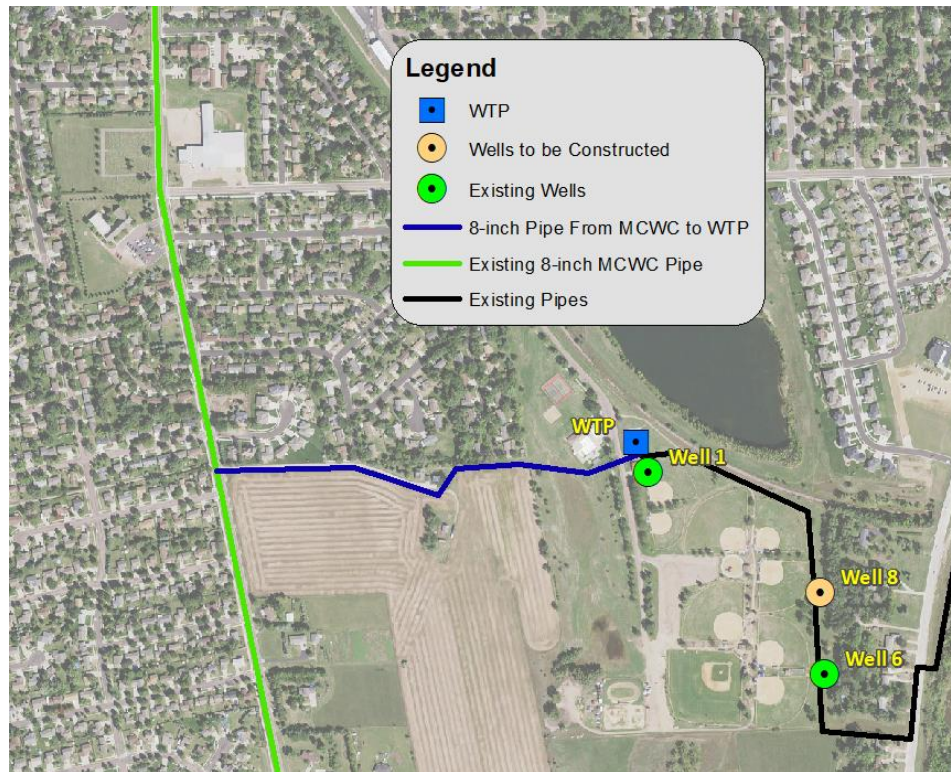 Legend
WTP
Wells to be Constructed
Existing Wells
8-inch Pipe From MCWC to WTP
Existing 8-inch MCWC Pipe
Existing Pipes
WTP
Well 1
Well 8
Well 6